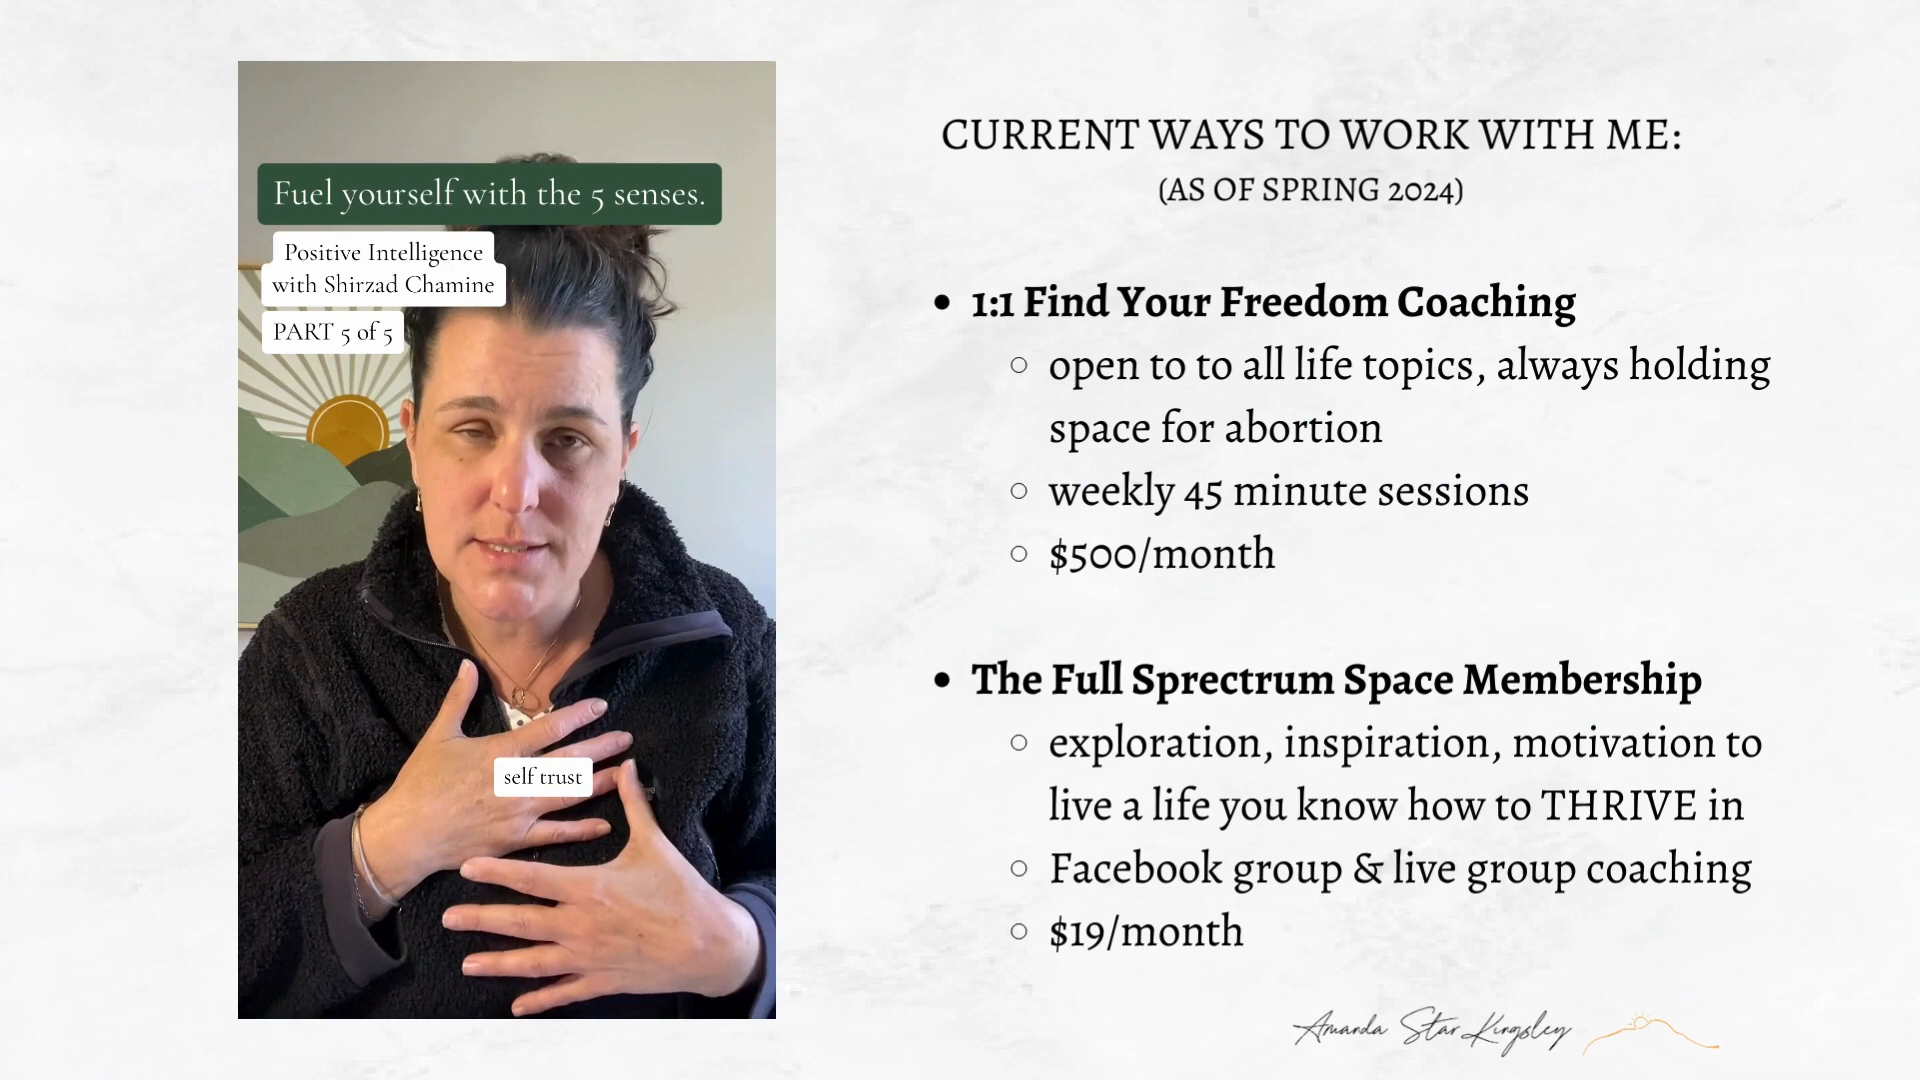 Fuel yourself with the 5 senses.
Positive Intelligence
with Shirzad Chamine
PART 5 of 5
self trust
CURRENT WAYS TO WORK WITH ME:
(AS OF SPRING 2024)
• 1:1 Find Your Freedom Coaching
○ open to to all life topics, always holding
space for abortion
○ weekly 45 minute sessions
○ $500/month
• The Full Sprectrum Space Membership
○ exploration, inspiration, motivation to
live a life you know how to THRIVE in
○ Facebook group & live group coaching
○ $19/month
Amanda Star Kingsley